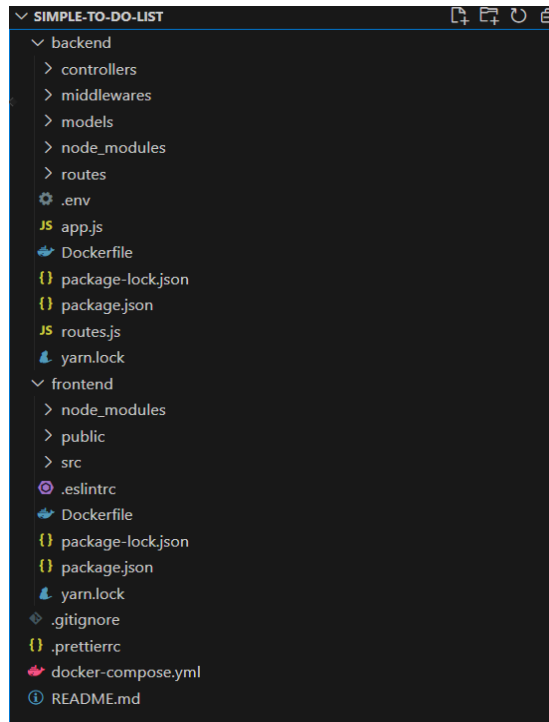 SIMPLE-TO-DO-LIST
backend
controllers
middlewares
models
node_modules
routes
.env
JS app.js
Dockerfile
{} package-lock.json
{} package.json
JS routes.js
yarn.lock
frontend
node_modules
public
src
.eslintrc
Dockerfile
{} package-lock.json
{} package.json
yarn.lock
.gitignore
{} .prettierrc
docker-compose.yml
README.md